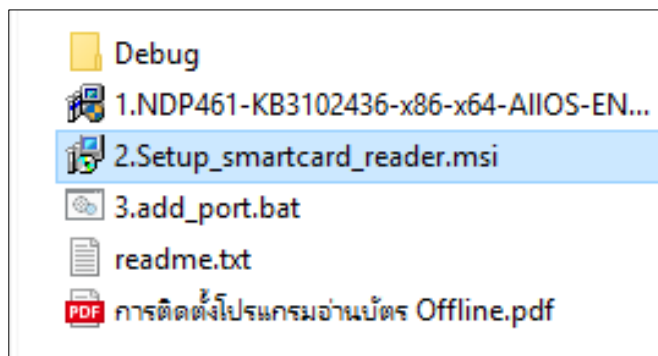 Debug
1.NDP461-KB3102436-x86-x64-AllOS-EN...
2.Setup_smartcard_reader.msi
3.add_port.bat
readme.txt
PDF การติดตั้งโปรแกรมอ่านบัตร Offline.pdf